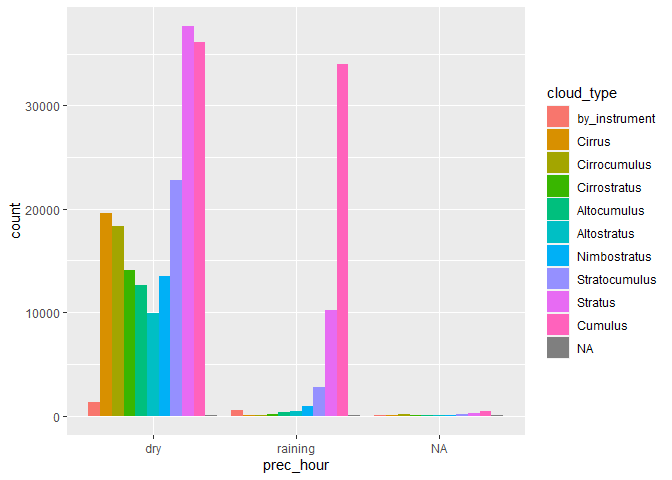 30000
20000
10000
0
count
dry
raining
NA
prec_hour
cloud_type
by_instrument
Cirrus
Cirrocumulus
Cirrostratus
Altocumulus
Altostratus
Nimbostratus
Stratocumulus
Stratus
Cumulus
NA